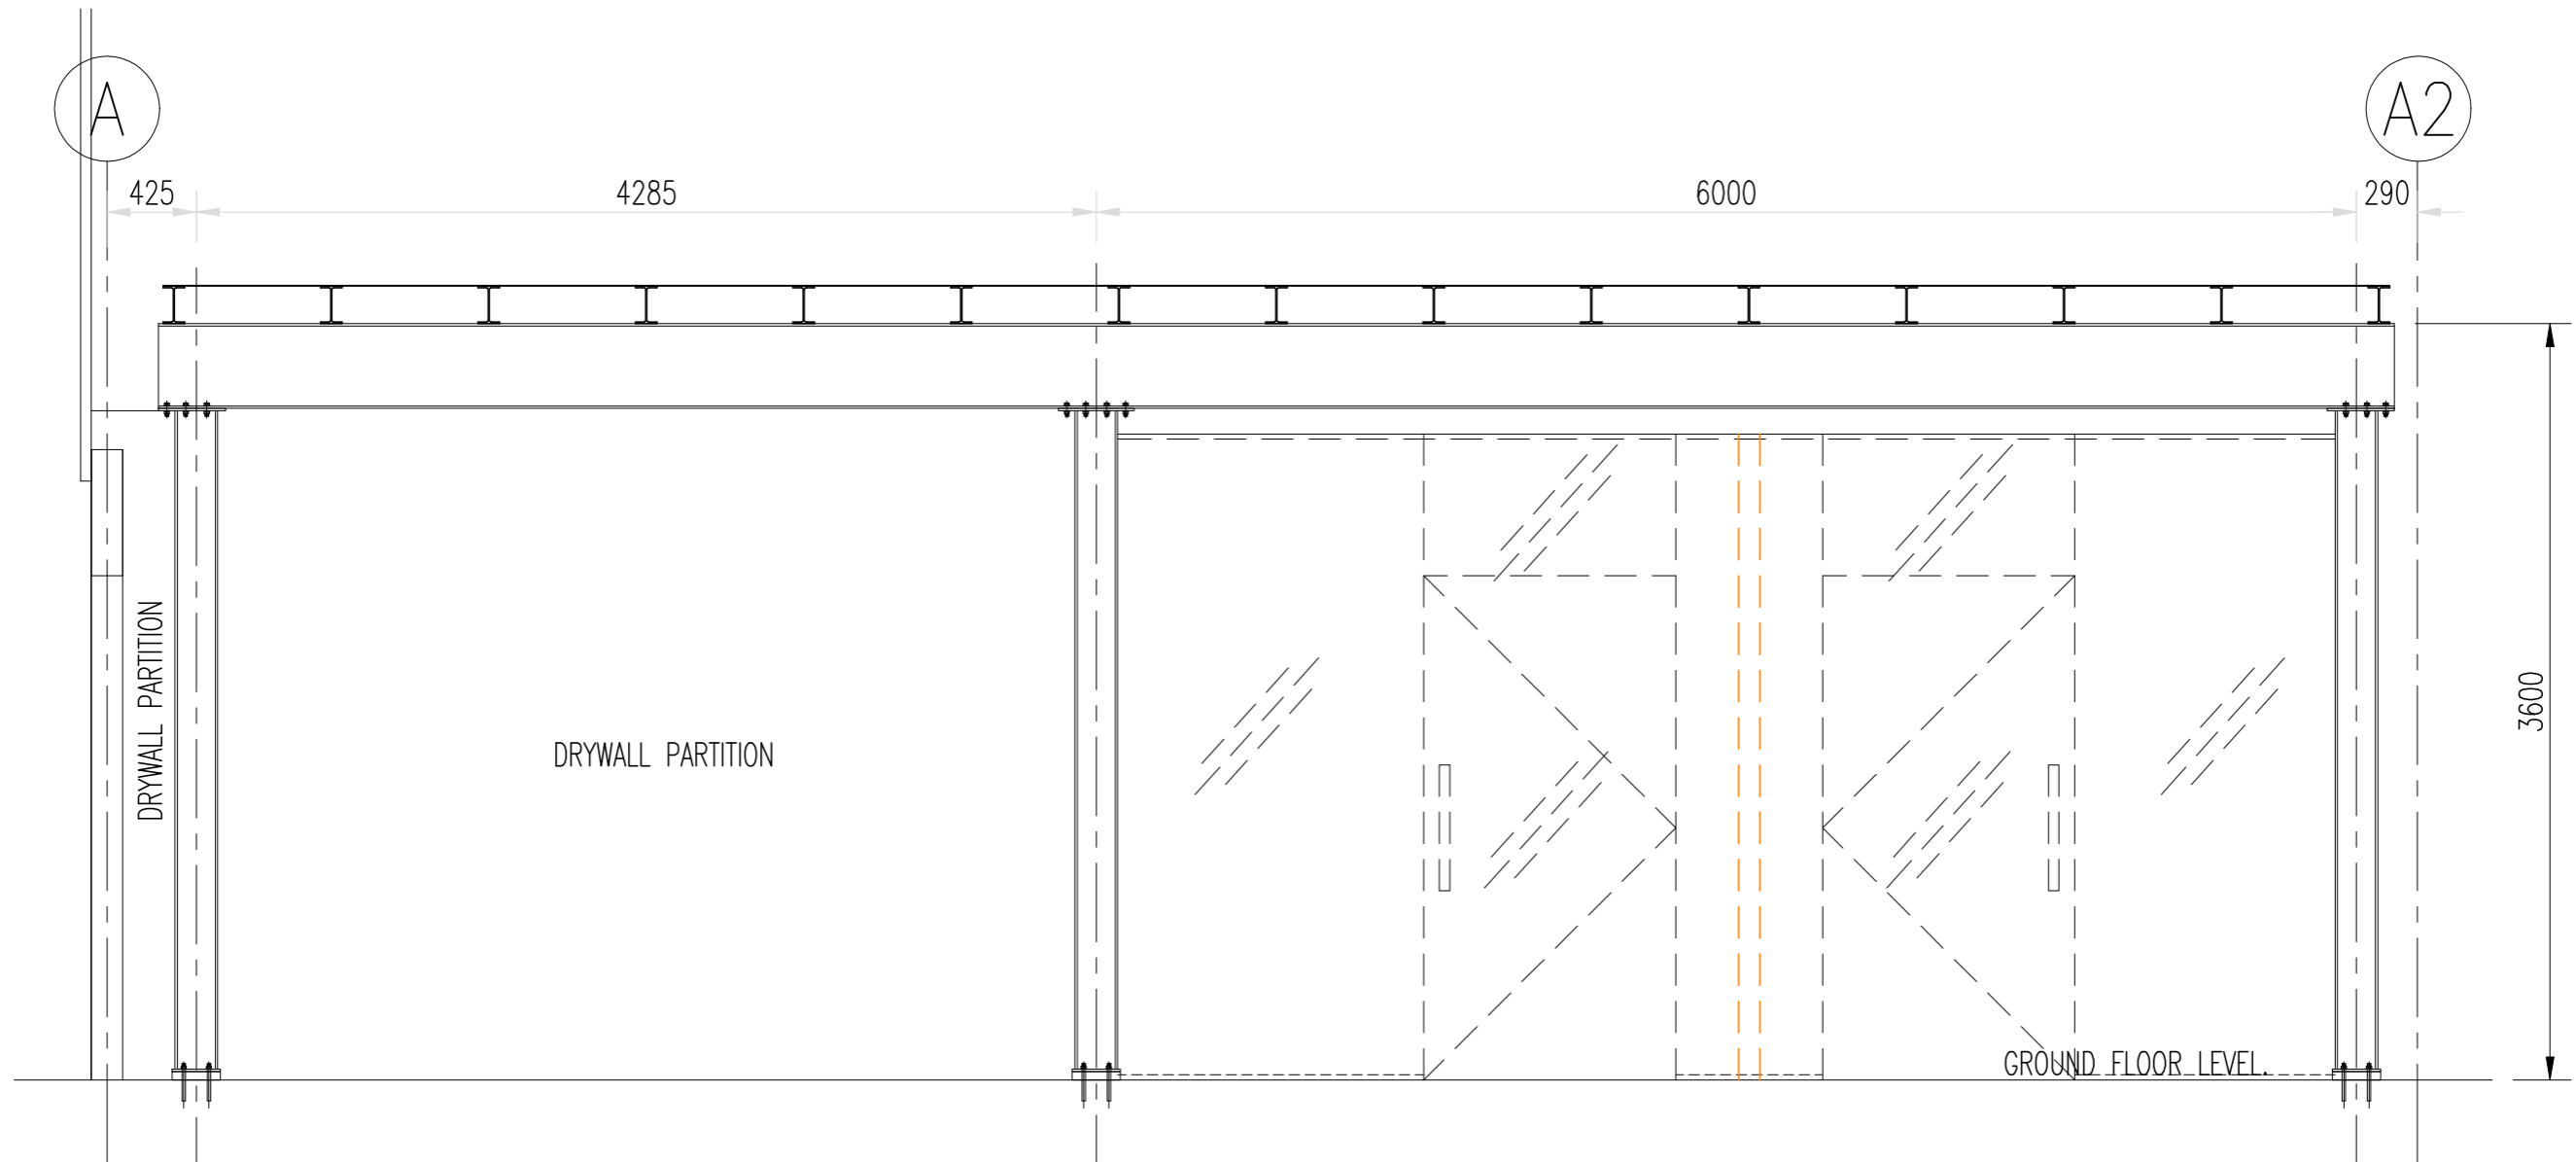 A
A2
425
4285
6000
290
DRYWALL PARTITION
DRYWALL PARTITION
3600
GROUND FLOOR LEVEL.